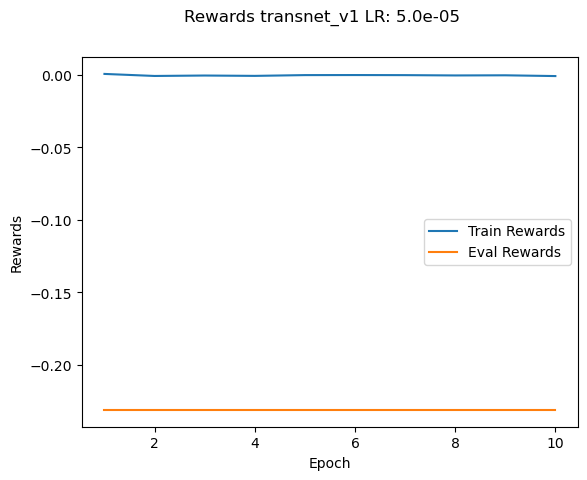 Rewards transnet_v1 LR: 5.0e-05
0.00
−0.05
−0.10
−0.15
−0.20
Rewards
Train Rewards
Eval Rewards
2
4
6
8
10
Epoch